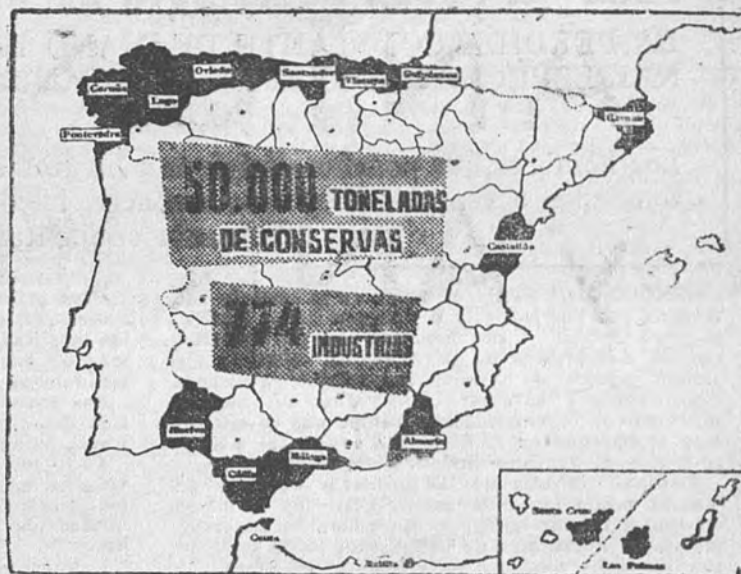 Coruña
Lugo
Oviedo
Santander
Vizcaya
Guipúzcoa
Pontevedra
Gerona
50.000 TONELADAS
DE CONSERVAS
Castellón
774 INDUSTRIAS
Huelva
Cádiz
Málaga
Almería
Ceuta
Melilla
Santa Cruz
Las Palmas